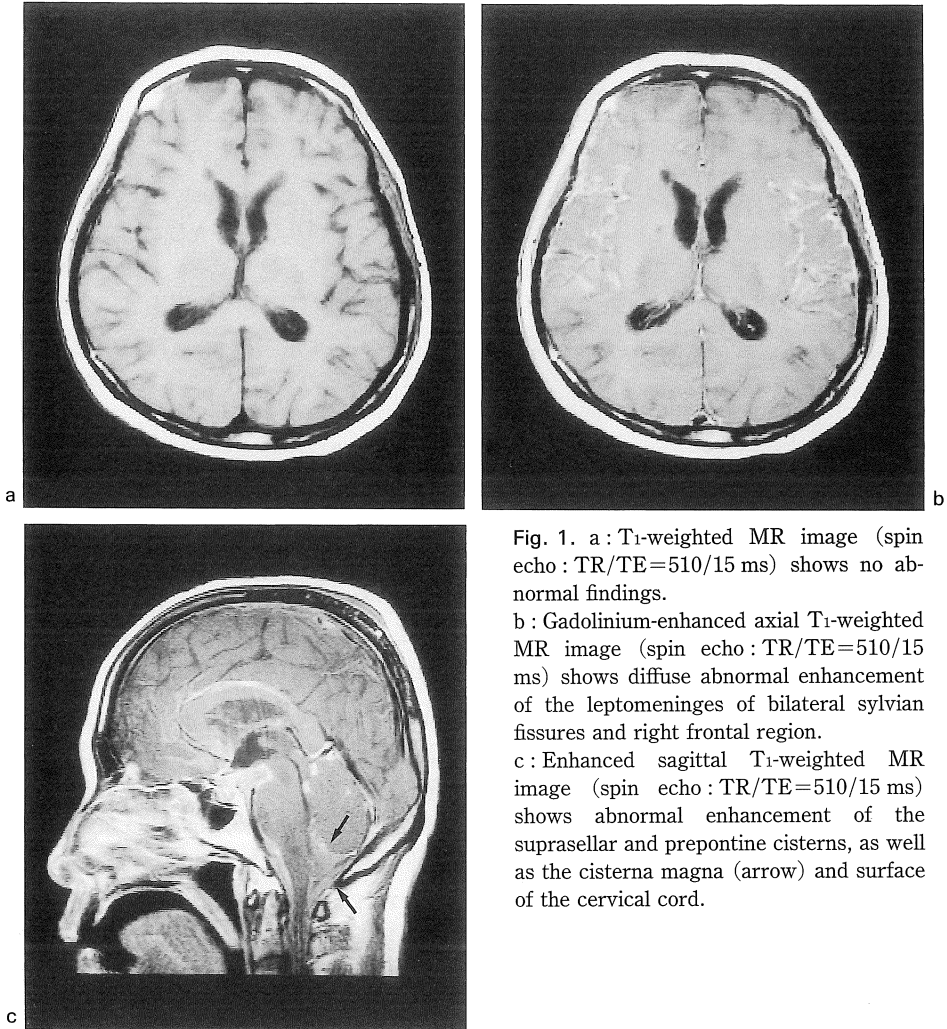 a
b
Fig. 1. a : T1-weighted MR image (spin
echo : TR/TE=510/15 ms) shows no ab-
normal findings.
b : Gadolinium-enhanced axial T1-weighted
MR image (spin echo : TR/TE=510/15
ms) shows diffuse abnormal enhancement
of the leptomeninges of bilateral sylvian
fissures and right frontal region.
c : Enhanced sagittal T1-weighted MR
image (spin echo : TR/TE=510/15 ms)
shows abnormal enhancement of the
suprasellar and prepontine cisterns, as well
as the cisterna magna (arrow) and surface
of the cervical cord.
c